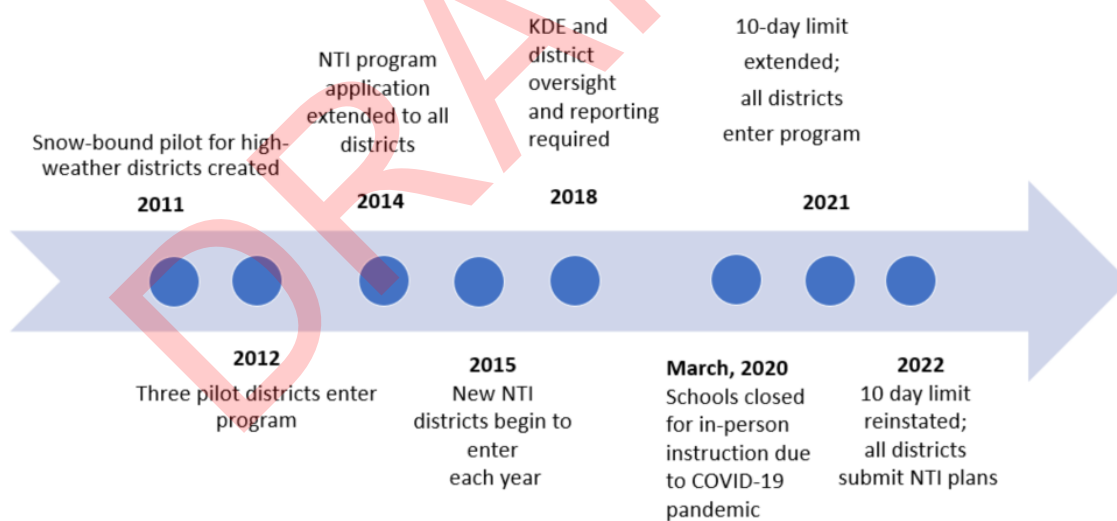 Snow-bound pilot for high-
weather districts created
2011
NTI program
application
extended to all
districts
2014
KDE and
district
oversight
and reporting
required
2018
10-day limit
extended;
all districts
enter program
2021
2012
Three pilot districts enter
program
2015
New NTI
districts begin to
enter
each year
March, 2020
Schools closed
for in-person
instruction due
to COVID-19
pandemic
2022
10 day limit
reinstated;
all districts
submit NTI plans
DRA